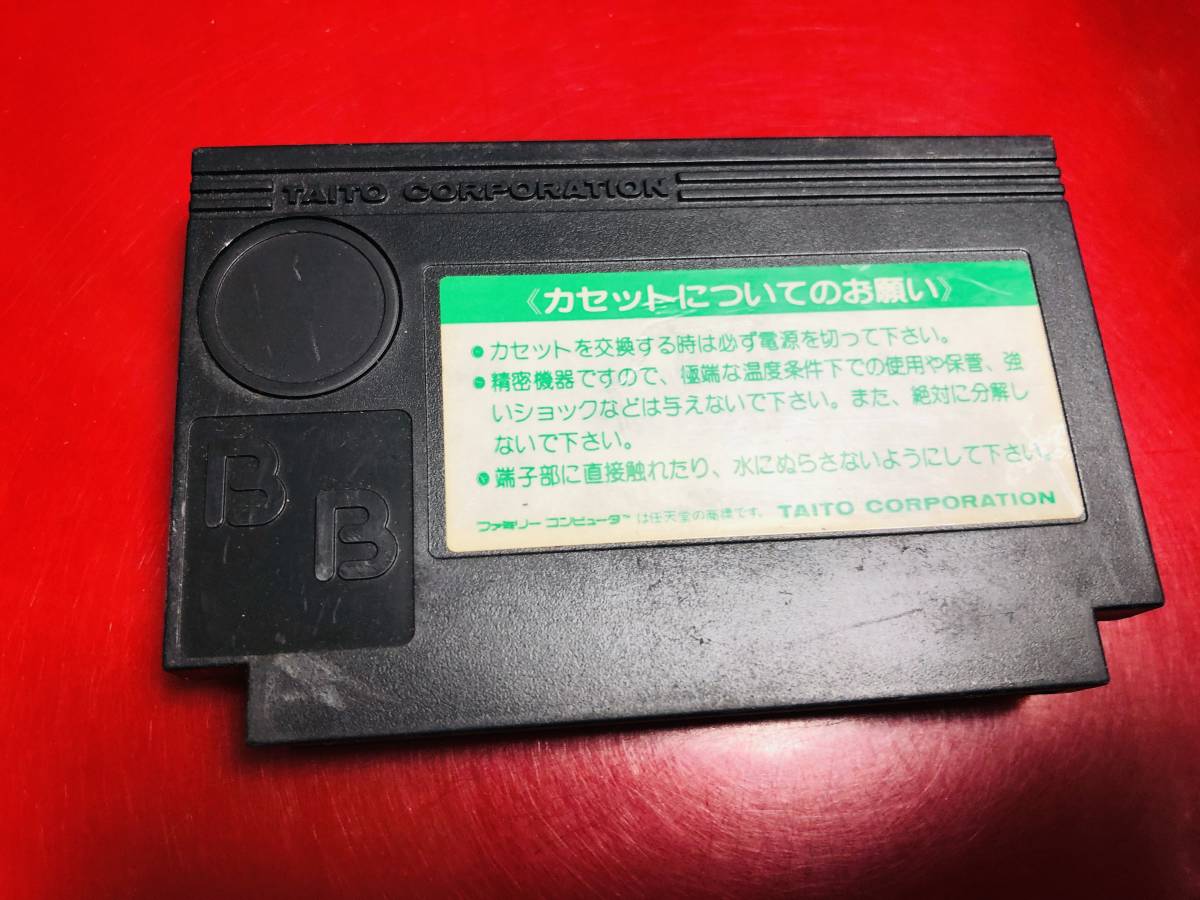 TAITO CORPORATION
《カセットについてのお願い》
●カセットを交換する時は必ず電源を切って下さい。
●精密機器ですので、極端な温度条件下での使用や保管、強
いショックなどは与えないで下さい。また、絶対に分解し
ないで下さい。
●端子部に直接触れたり、水にぬらさないようにして下さい。
ファミリーコンピュータ™は任天堂の商標です。 TAITO CORPORATION
B
B